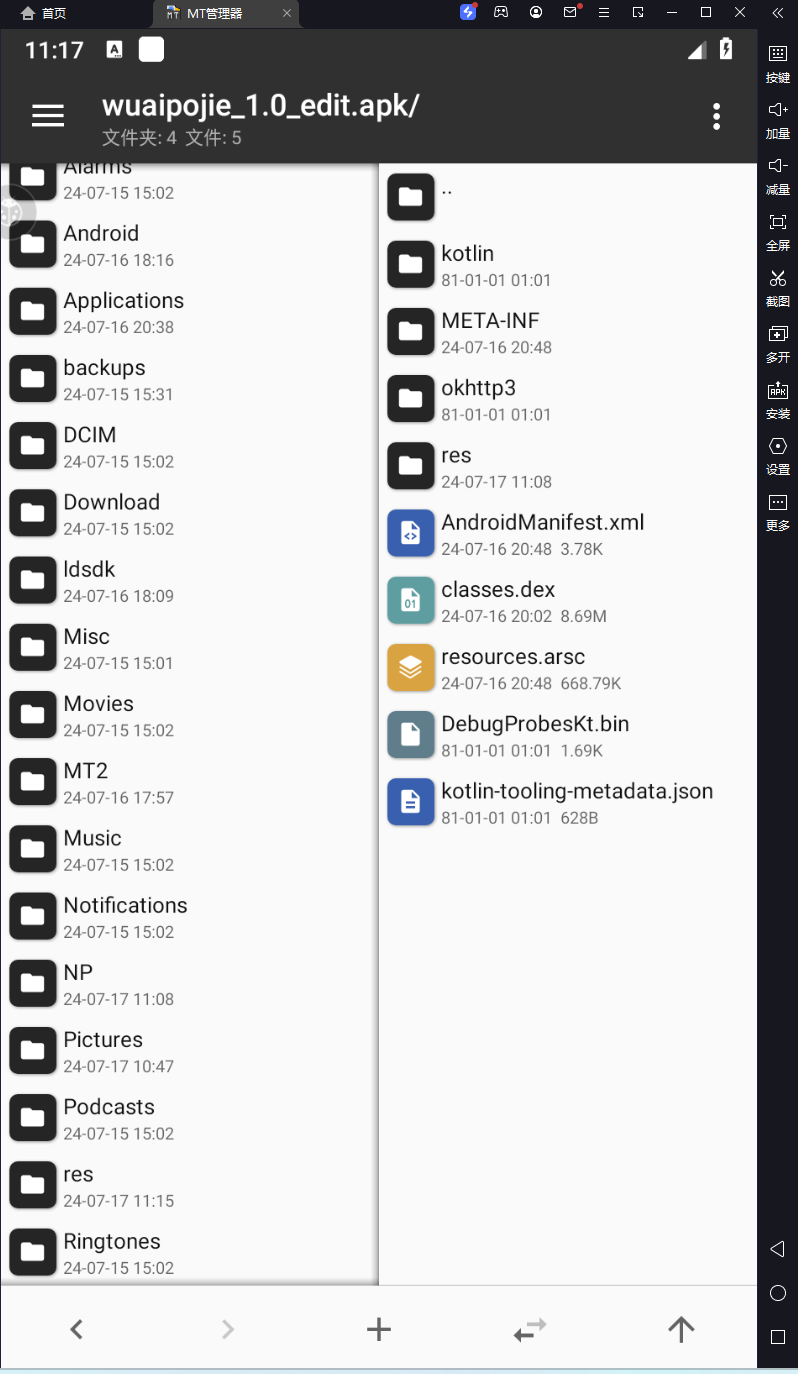 首页
MT管理器
11:17
wuaipojie_1.0_edit.apk/
文件夹: 4 文件: 5
Alarms
24-07-15 15:02
Android
24-07-16 18:16
Applications
24-07-16 20:38
backups
24-07-15 15:31
DCIM
24-07-15 15:02
Download
24-07-15 15:02
ldsdk
24-07-16 18:09
Misc
24-07-15 15:01
Movies
24-07-15 15:02
MT2
24-07-16 17:57
Music
24-07-15 15:02
Notifications
24-07-15 15:02
NP
24-07-17 11:08
Pictures
24-07-17 10:47
Podcasts
24-07-15 15:02
res
24-07-17 11:15
Ringtones
24-07-15 15:02
..
kotlin
81-01-01 01:01
META-INF
24-07-16 20:48
okhttp3
81-01-01 01:01
res
24-07-17 11:08
AndroidManifest.xml
24-07-16 20:48 3.78K
classes.dex
24-07-16 20:02 8.69M
resources.arsc
24-07-16 20:48 668.79K
DebugProbesKt.bin
81-01-01 01:01 1.69K
kotlin-tooling-metadata.json
81-01-01 01:01 628B
按键
加量
减量
全屏
截图
多开
安装
设置
更多